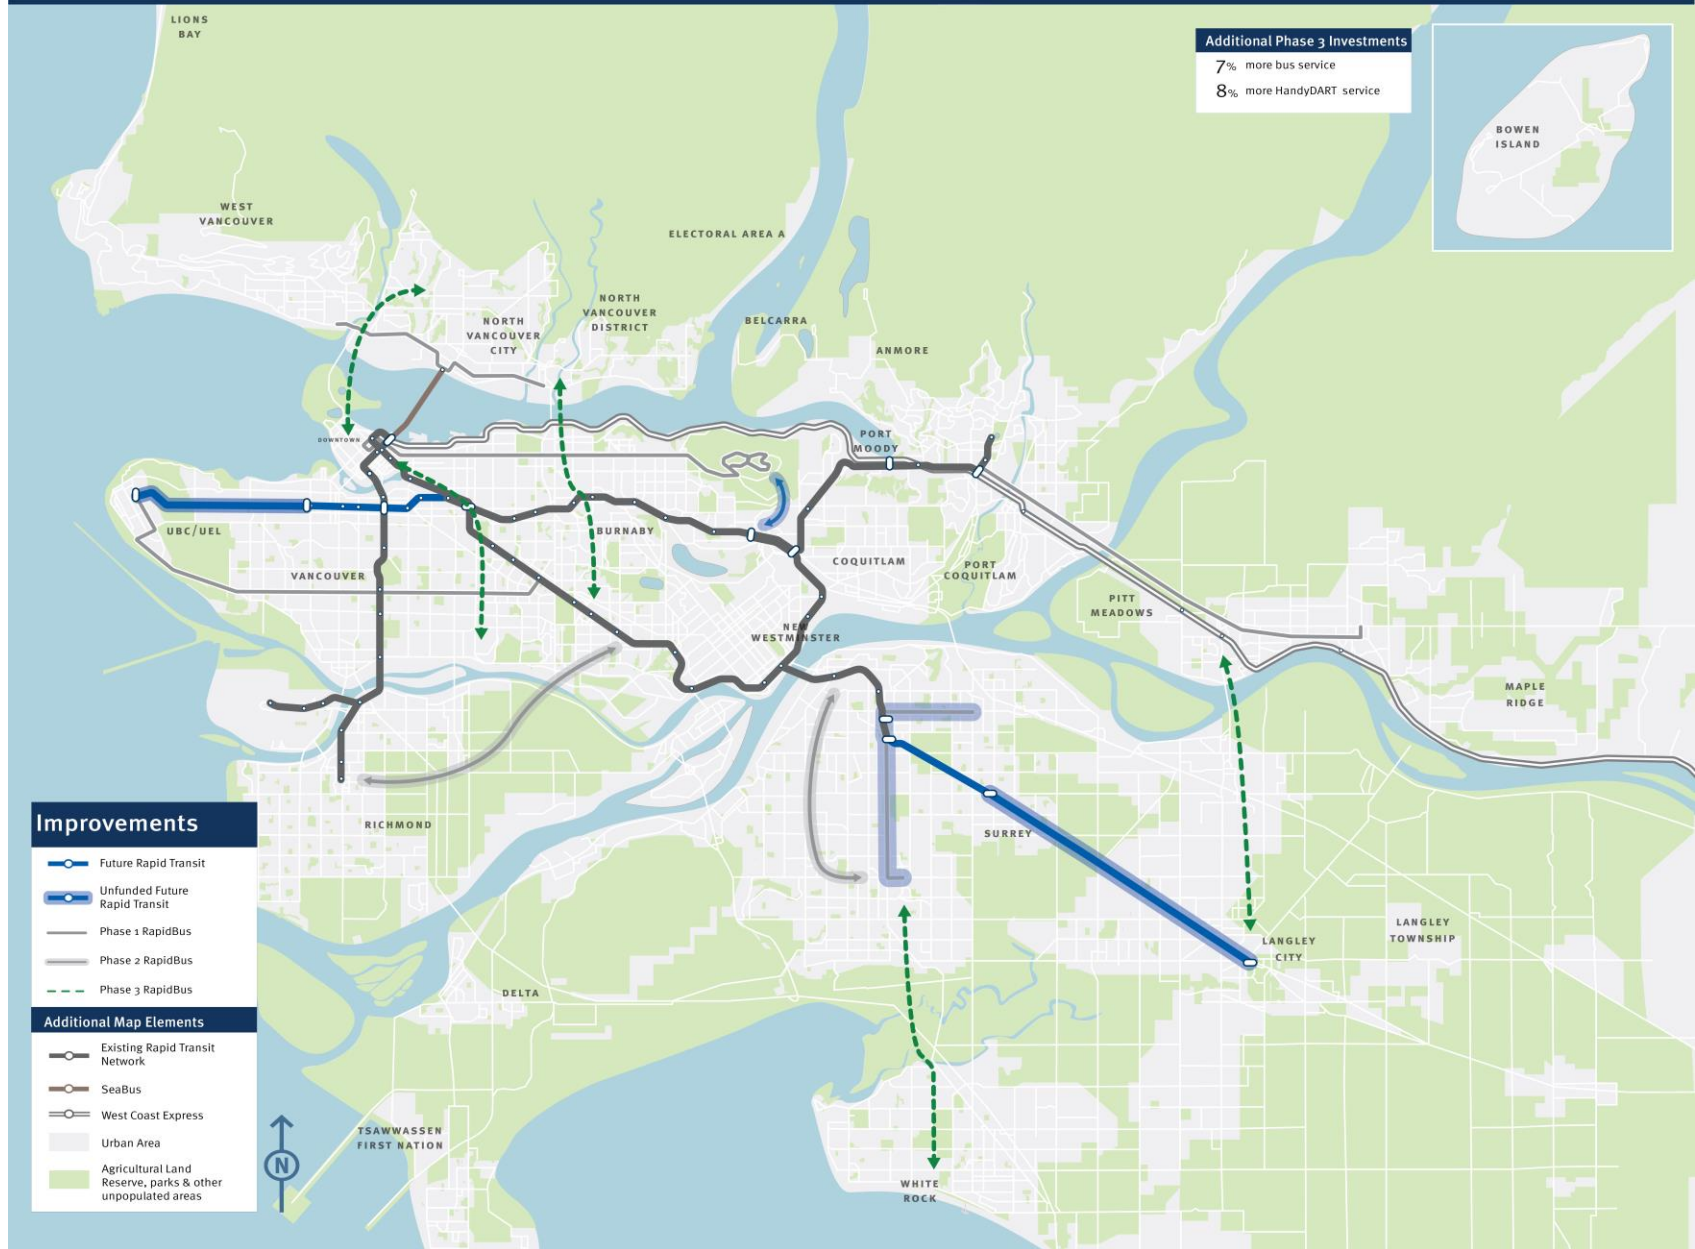 LIONS
BAY
Additional Phase 3 Investments
7% more bus service
8% more HandyDART service
BOWEN
ISLAND
WEST
VANCOUVER
ELECTORAL AREA A
NORTH
VANCOUVER
DISTRICT
NORTH
VANCOUVER
CITY
BELCARRA
ANMORE
DOWNTOWN
PORT
MOODY
UBC/UEL
BURNABY
VANCOUVER
COQUITLAM
PORT
COQUITLAM
PITT
MEADOWS
NEW
WESTMINSTER
MAPLE
RIDGE
RICHMOND
SURREY
LANGLEY
TOWNSHIP
LANGLEY
CITY
DELTA
TSAWWASSEN
FIRST NATION
WHITE
ROCK
Improvements
Future Rapid Transit
Unfunded Future
Rapid Transit
Phase 1 RapidBus
Phase 2 RapidBus
Phase 3 RapidBus
Additional Map Elements
Existing Rapid Transit
Network
SeaBus
West Coast Express
Urban Area
Agricultural Land
Reserve, parks & other
unpopulated areas
N